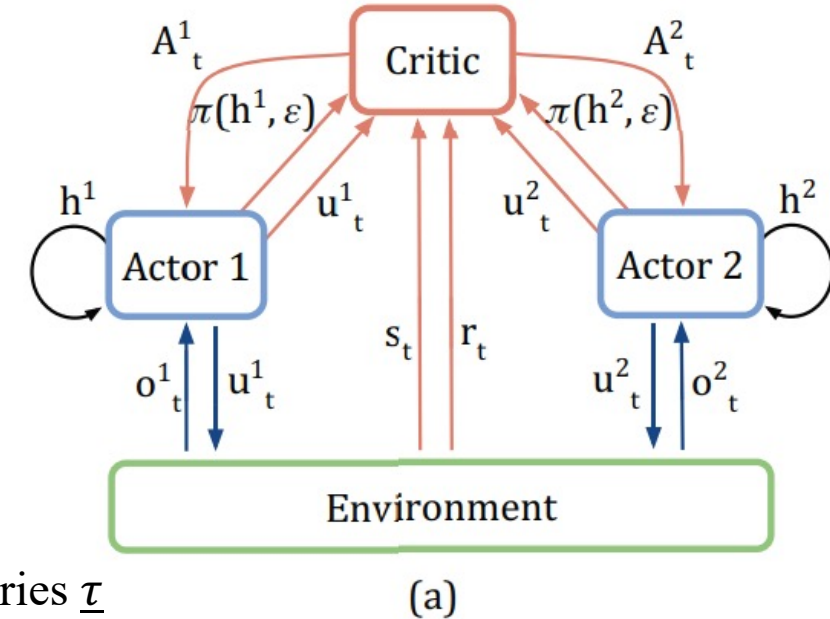 A¹ₜ Critic A²ₜ
π(h¹, ε) π(h², ε)
h¹ u¹ₜ u²ₜ h²
Actor 1 Actor 2
sₜ rₜ
o¹ₜ u¹ₜ u²ₜ o²ₜ
Environment
ries τ
(a)